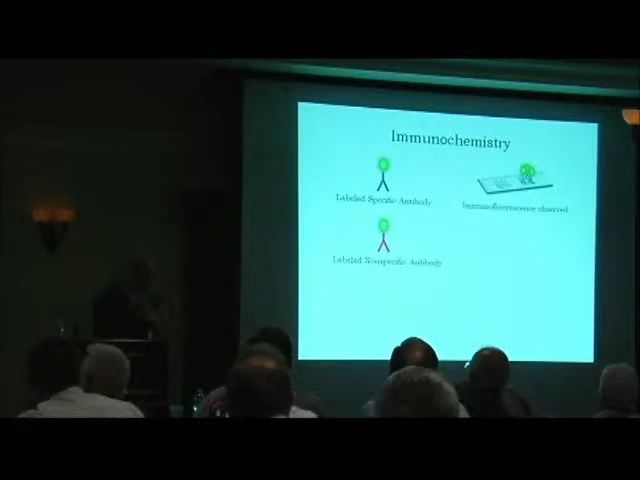 Immunochemistry
Labeled Specific Antibody
Immunofluorescence observed
Labeled Nonspecific Antibody